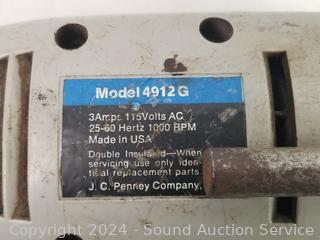 Model 4912G
3Amps 115Volts AC
25-60 Hertz 1000 RPM
Made in USA
Double Insulated—When
servicing use only iden-
tical replacement parts
J. C. Penney Company,
Copyright © 2024 - Sound Auction Service